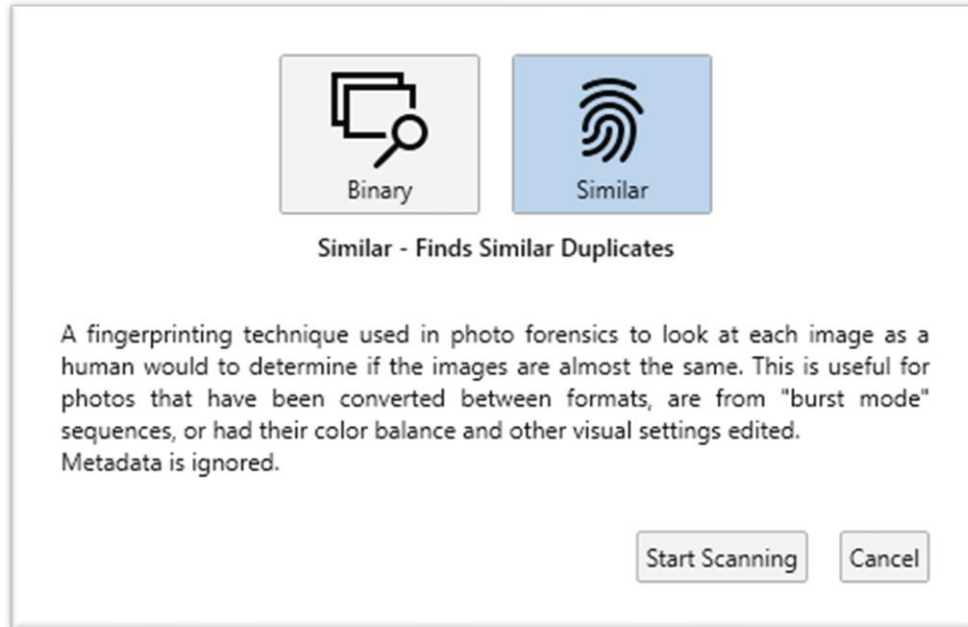 Binary
Similar
Similar - Finds Similar Duplicates
A fingerprinting technique used in photo forensics to look at each image as a
human would to determine if the images are almost the same. This is useful for
photos that have been converted between formats, are from "burst mode"
sequences, or had their color balance and other visual settings edited.
Metadata is ignored.
Start Scanning
Cancel